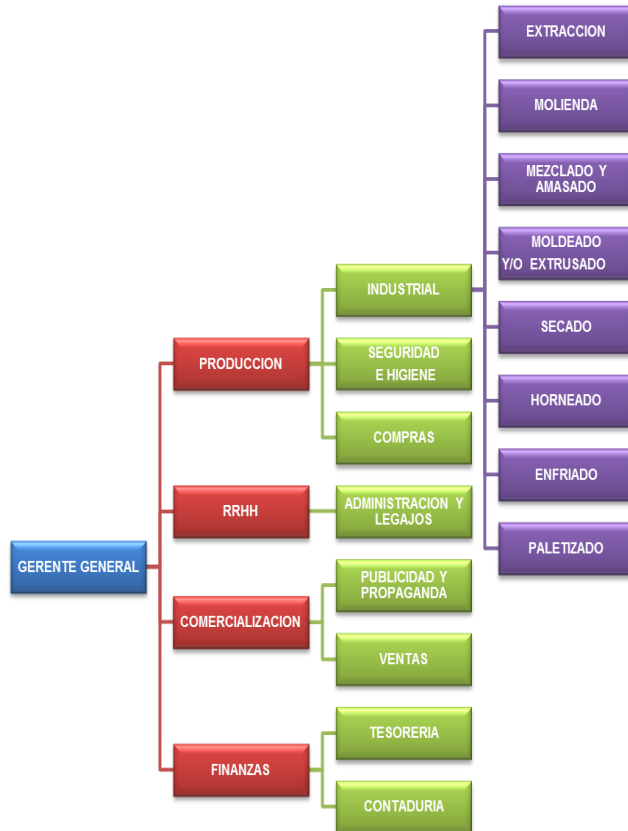 EXTRACCION
MOLIENDA
MEZCLADO Y
AMASADO
MOLDEADO
Y/O EXTRUSADO
INDUSTRIAL
SECADO
SEGURIDAD
E HIGIENE
PRODUCCION
HORNEADO
COMPRAS
ENFRIADO
RRHH
ADMINISTRACION Y
LEGAJOS
PALETIZADO
GERENTE GENERAL
PUBLICIDAD Y
PROPAGANDA
COMERCIALIZACION
VENTAS
TESORERIA
FINANZAS
CONTADURIA